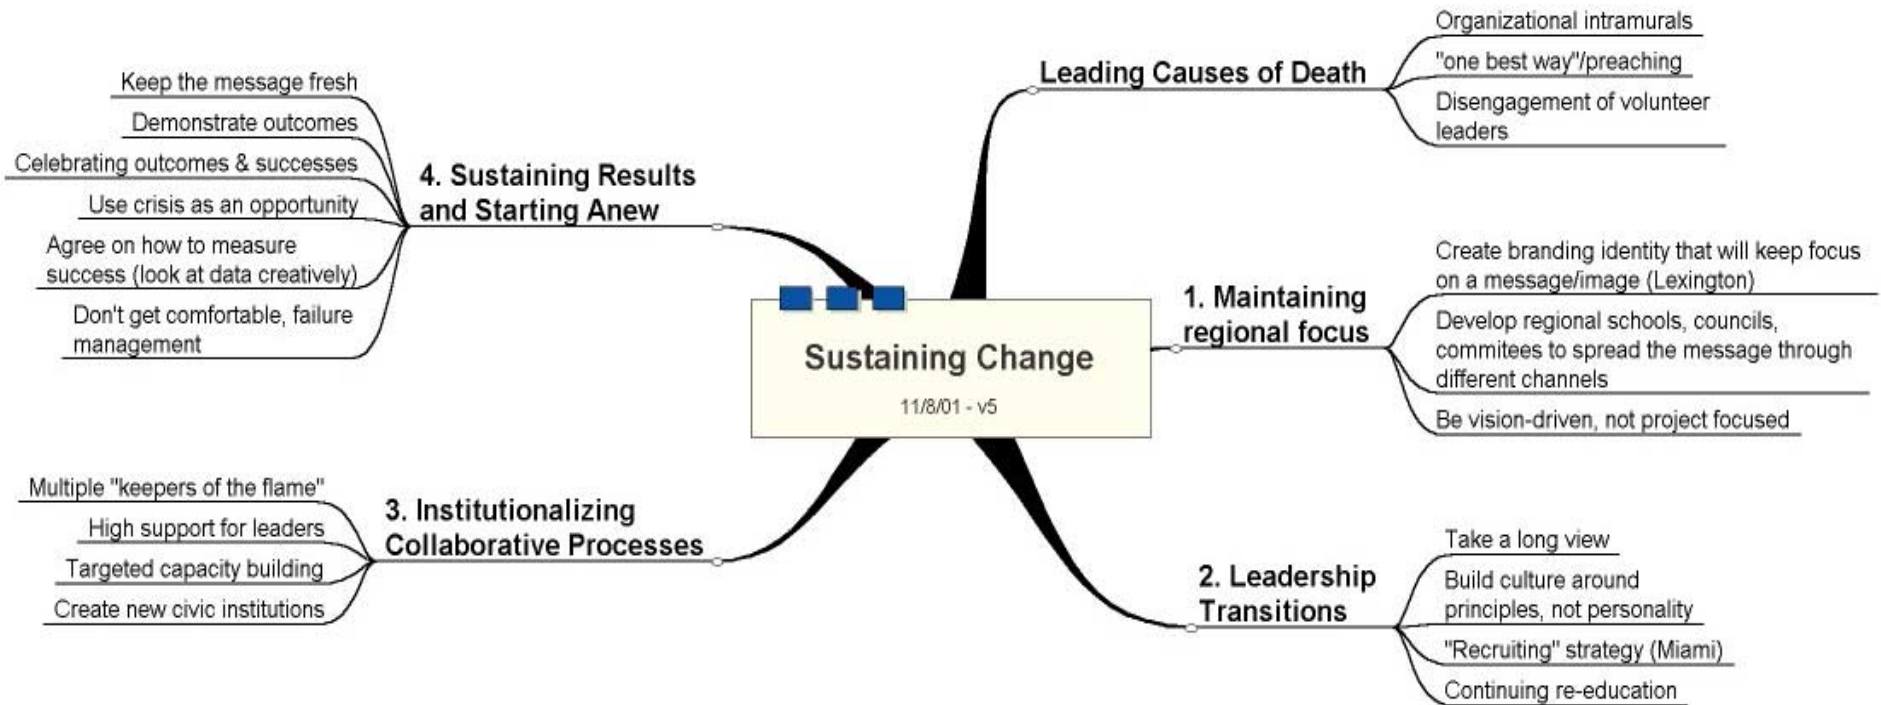 Sustaining Change
11/8/01 - v5
Leading Causes of Death
Organizational intramurals
"one best way"/preaching
Disengagement of volunteer
leaders
1. Maintaining
regional focus
Create branding identity that will keep focus
on a message/image (Lexington)
Develop regional schools, councils,
commitees to spread the message through
different channels
Be vision-driven, not project focused
2. Leadership
Transitions
Take a long view
Build culture around
principles, not personality
"Recruiting" strategy (Miami)
Continuing re-education
3. Institutionalizing
Collaborative Processes
Multiple "keepers of the flame"
High support for leaders
Targeted capacity building
Create new civic institutions
4. Sustaining Results
and Starting Anew
Keep the message fresh
Demonstrate outcomes
Celebrating outcomes & successes
Use crisis as an opportunity
Agree on how to measure
success (look at data creatively)
Don't get comfortable, failure
management